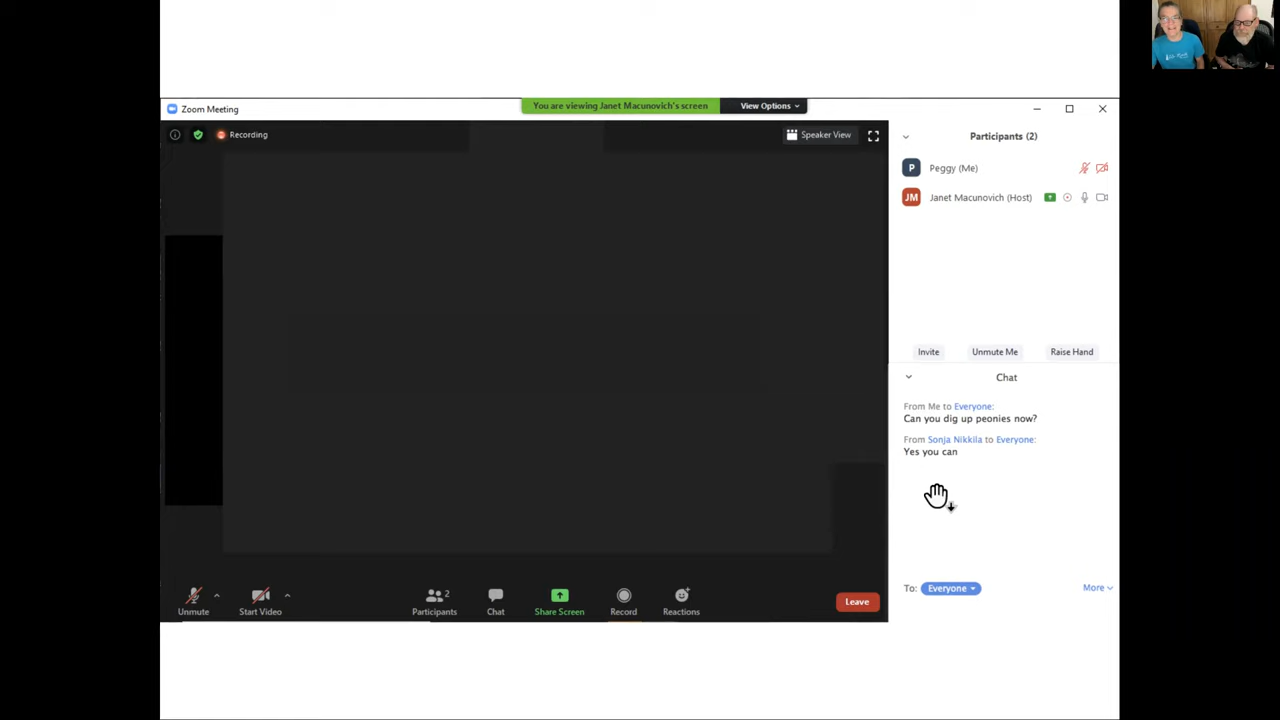 Zoom Meeting
You are viewing Janet Macunovich's screen
View Options
Recording
Speaker View
Participants (2)
P
Peggy (Me)
JM
Janet Macunovich (Host)
Invite
Unmute Me
Raise Hand
Chat
From Me to Everyone:
Can you dig up peonies now?
From Sonja Nikkila to Everyone:
Yes you can
To: Everyone
More
Unmute
Start Video
2
Participants
Chat
Share Screen
Record
Reactions
Leave